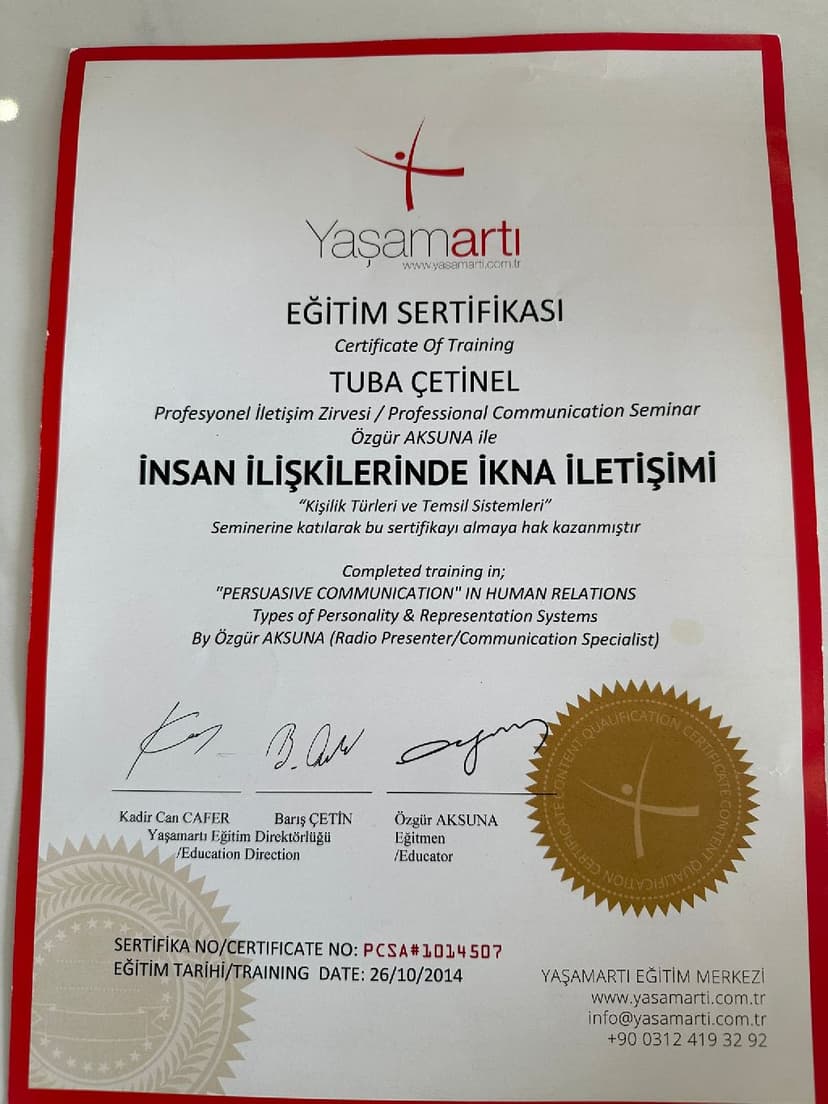 Yaşamartı
www.yasamarti.com.tr
EĞİTİM SERTİFİKASI
Certificate Of Training
TUBA ÇETİNEL
Profesyonel İletişim Zirvesi / Professional Communication Seminar
Özgür AKSUNA ile
İNSAN İLİŞKİLERİNDE İKNA İLETİŞİMİ
“Kişilik Türleri ve Temsil Sistemleri”
Seminerine katılarak bu sertifikayı almaya hak kazanmıştır
Completed training in;
"PERSUASIVE COMMUNICATION" IN HUMAN RELATIONS
Types of Personality & Representation Systems
By Özgür AKSUNA (Radio Presenter/Communication Specialist)
Kadir Can CAFER Barış ÇETİN Özgür AKSUNA
Yaşamartı Eğitim Direktörlüğü Eğitmen
/Education Direction /Educator
CERTIFICATE CONTENT QUALIFICATION CERTIFICATE CONTENT QUALIFICATION
SERTİFİKA NO/CERTIFICATE NO: PCSA#1014507
EĞİTİM TARİHİ/TRAINING DATE: 26/10/2014
YAŞAMARTI EĞİTİM MERKEZİ
www.yasamarti.com.tr
info@yasamarti.com.tr
+90 0312 419 32 92